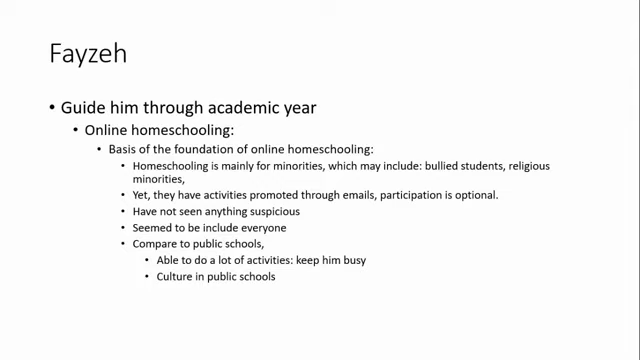 Fayzeh
• Guide him through academic year
• Online homeschooling:
• Basis of the foundation of online homeschooling:
• Homeschooling is mainly for minorities, which may include: bullied students, religious
minorities,
• Yet, they have activities promoted through emails, participation is optional.
• Have not seen anything suspicious
• Seemed to be include everyone
• Compare to public schools,
• Able to do a lot of activities: keep him busy
• Culture in public schools